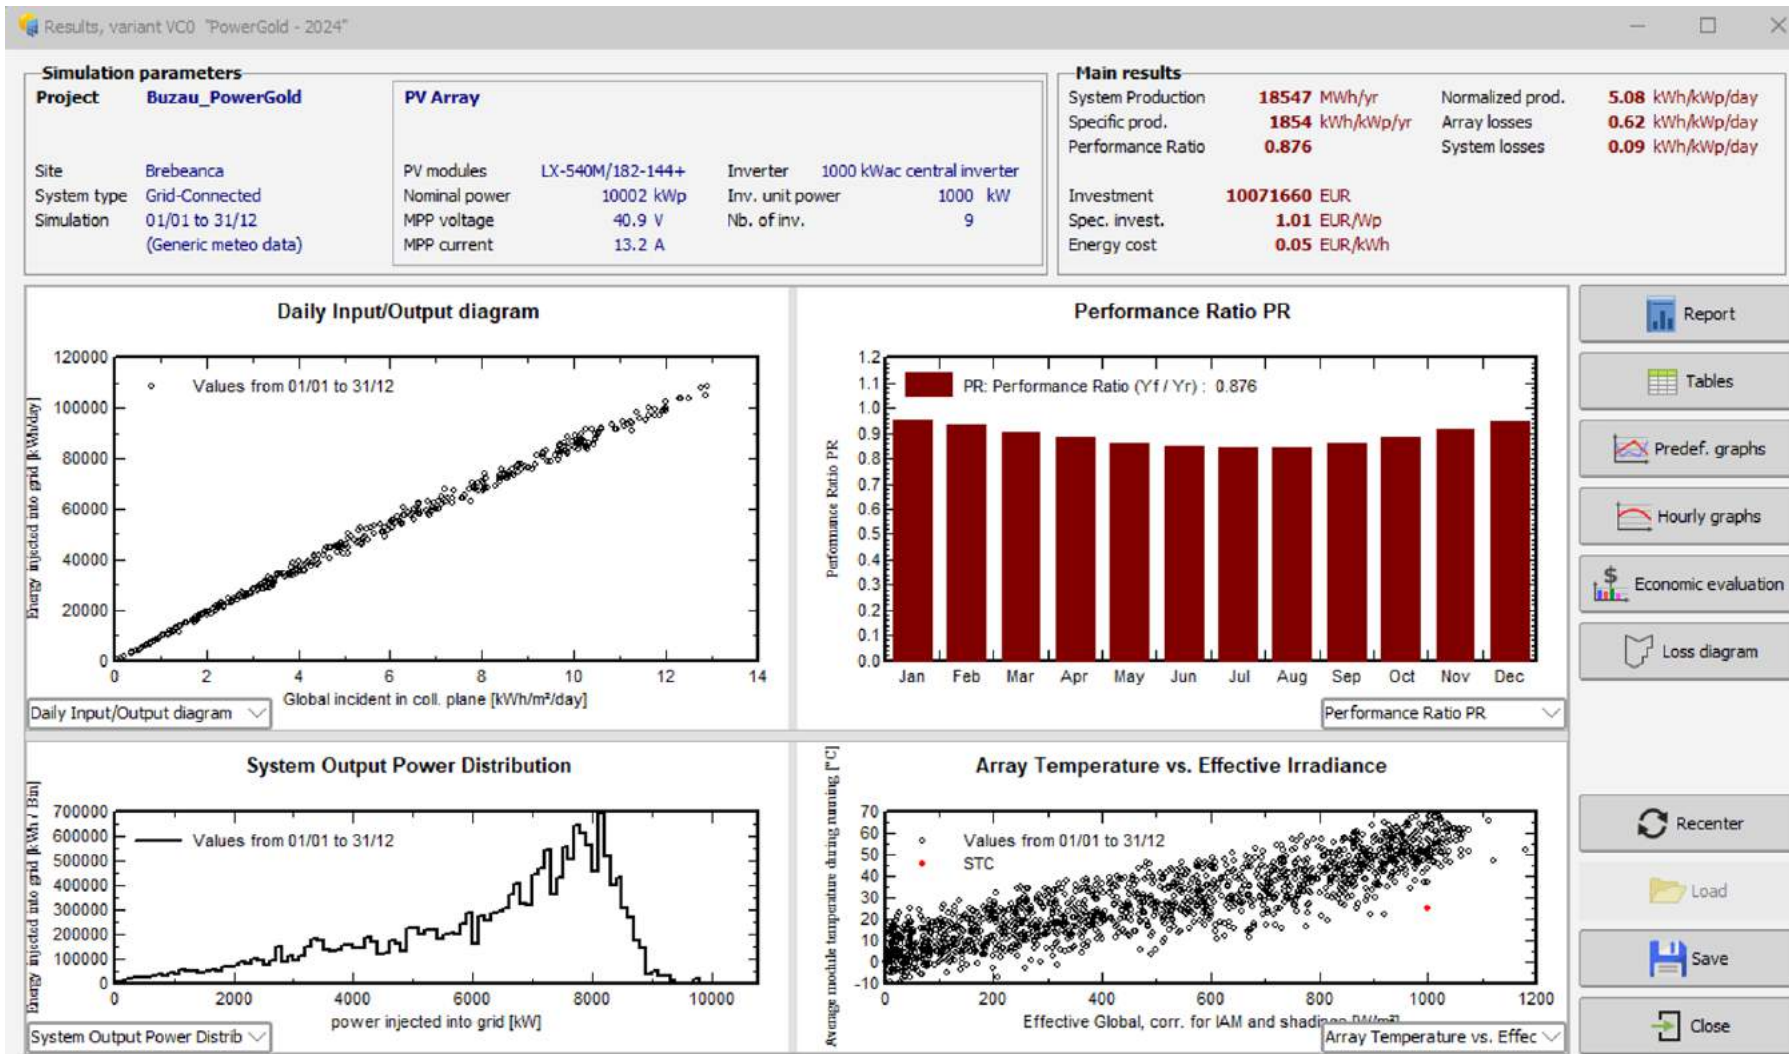 Results, variant VC0 "PowerGold - 2024"
Simulation parameters
Project Buzau_PowerGold
Site Brebeanca
System type Grid-Connected
Simulation 01/01 to 31/12
(Generic meteo data)
PV Array
PV modules LX-540M/182-144+ Inverter 1000 kWac central inverter
Nominal power 10002 kWp Inv. unit power 1000 kW
MPP voltage 40.9 V Nb. of inv. 9
MPP current 13.2 A
Main results
System Production 18547 MWh/yr Normalized prod. 5.08 kWh/kWp/day
Specific prod. 1854 kWh/kWp/yr Array losses 0.62 kWh/kWp/day
Performance Ratio 0.876 System losses 0.09 kWh/kWp/day
Investment 10071660 EUR
Spec. invest. 1.01 EUR/Wp
Energy cost 0.05 EUR/kWh
Daily Input/Output diagram
Energy injected into grid [kWh/day]
120000
100000
80000
60000
40000
20000
0
Values from 01/01 to 31/12
0 2 4 6 8 10 12 14
Global incident in coll. plane [kWh/m²/day]
Daily Input/Output diagram
Performance Ratio PR
Performance Ratio PR
1.2
1.1
1.0
0.9
0.8
0.7
0.6
0.5
0.4
0.3
0.2
0.1
0.0
PR: Performance Ratio (Yf / Yr) : 0.876
Jan Feb Mar Apr May Jun Jul Aug Sep Oct Nov Dec
Performance Ratio PR
System Output Power Distribution
Energy injected into grid [kWh / Bin]
700000
600000
500000
400000
300000
200000
100000
0
Values from 01/01 to 31/12
0 2000 4000 6000 8000 10000
power injected into grid [kW]
System Output Power Distrib
Array Temperature vs. Effective Irradiance
Average module temperature during running [°C]
70
60
50
40
30
20
10
0
-10
Values from 01/01 to 31/12
STC
0 200 400 600 800 1000 1200
Effective Global, corr. for IAM and shadings [W/m²]
Array Temperature vs. Effec
Report
Tables
Predef. graphs
Hourly graphs
Economic evaluation
Loss diagram
Recenter
Load
Save
Close